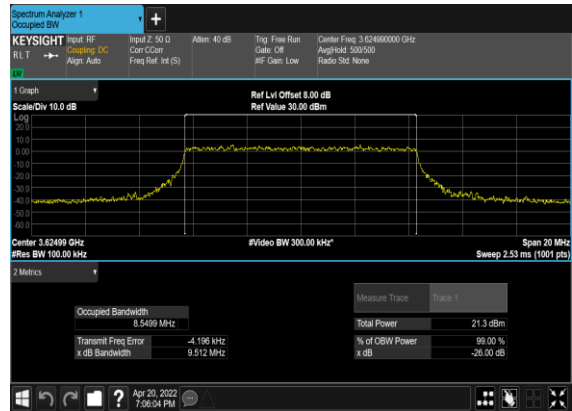 Spectrum Analyzer 1
Occupied BW
+
KEYSIGHT Input: RF Input Z: 50 Ω Atten: 40 dB Trig: Free Run Center Freq: 3.624990000 GHz
RLT Coupling: DC Corr CCorr Gate: Off Avg|Hold: 500/500
Align: Auto Freq Ref: Int (S) #IF Gain: Low Radio Std: None
1 Graph
Ref Lvl Offset 8.00 dB
Scale/Div 10.0 dB Ref Value 30.00 dBm
Log
20.0
10.0
0.00
-10.0
-20.0
-30.0
-40.0
-50.0
-60.0
Center 3.62499 GHz #Video BW 300.00 kHz* Span 20 MHz
#Res BW 100.00 kHz Sweep 2.53 ms (1001 pts)
2 Metrics
Measure Trace Trace 1
Occupied Bandwidth
8.5499 MHz Total Power 21.3 dBm
Transmit Freq Error -4.196 kHz % of OBW Power 99.00 %
x dB Bandwidth 9.512 MHz x dB -26.00 dB
? Apr 20, 2022
7:06:04 PM